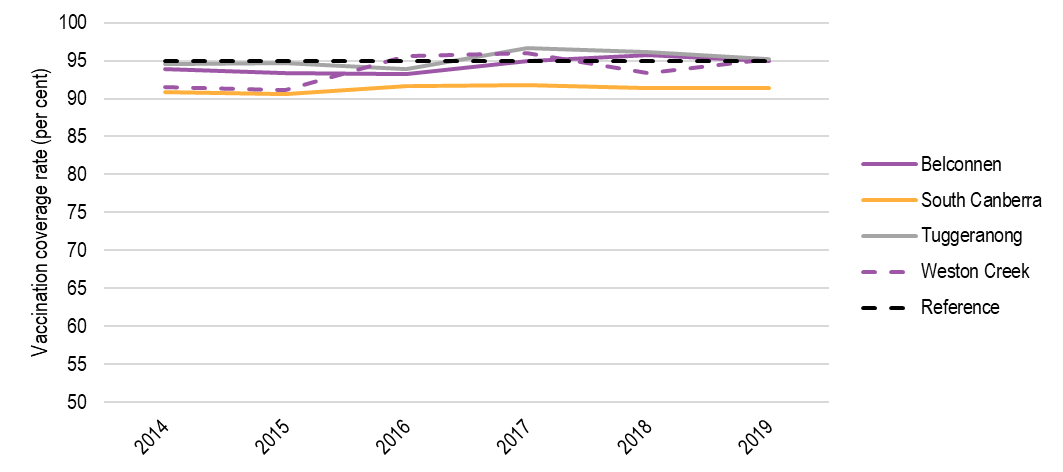 Vaccination coverage rate (per cent)
100
95
90
85
80
75
70
65
60
55
50
2014
2015
2016
2017
2018
2019
Belconnen
South Canberra
Tuggeranong
Weston Creek
Reference